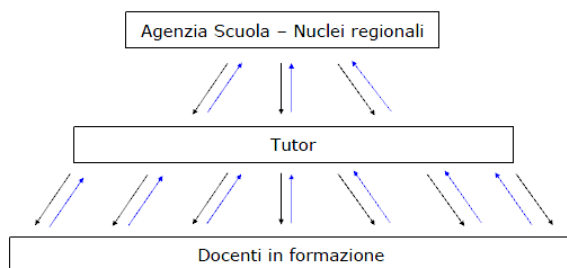 Agenzia Scuola – Nuclei regionali
Tutor
Docenti in formazione